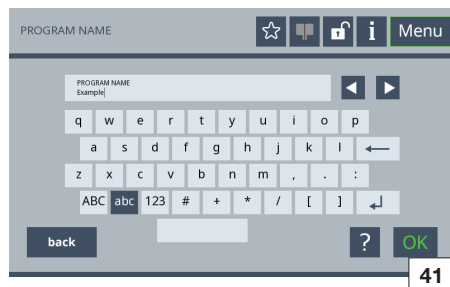 PROGRAM NAME
i Menu
PROGRAM NAME
Example
q w e r t y u i o p
a s d f g h j k l
z x c v b n m , . :
ABC abc 123 # + * / [ ]
back ? OK
41